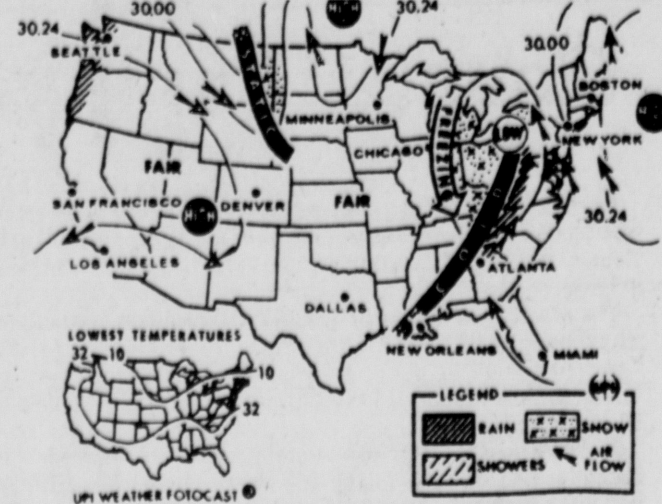 30.24
30.00
HIGH
30.24
30.00
SEATTLE
STATIC
MINNEAPOLIS
BOSTON
LOW
NEW YORK
CHICAGO
FREEZING
FAIR
FAIR
SAN FRANCISCO
HIGH
DENVER
30.24
LOS ANGELES
ATLANTA
DALLAS
NEW ORLEANS
MIAMI
LOWEST TEMPERATURES
32
10
10
32
LEGEND
UPI
RAIN
SNOW
SHOWERS
AIR
FLOW
UPI WEATHER FOTOCAST ®